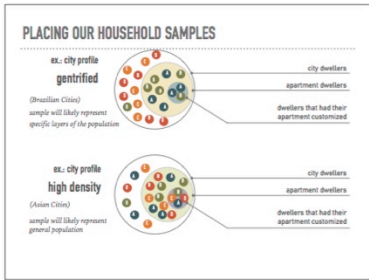 PLACING OUR HOUSEHOLD SAMPLES
ex.: city profile
gentrified
(Brazilian Cities)
sample will likely represent
specific layers of the population
city dwellers
apartment dwellers
dwellers that had their
apartment customized
ex.: city profile
high density
(Asian Cities)
sample will likely represent
general population
city dwellers
apartment dwellers
dwellers that had their
apartment customized